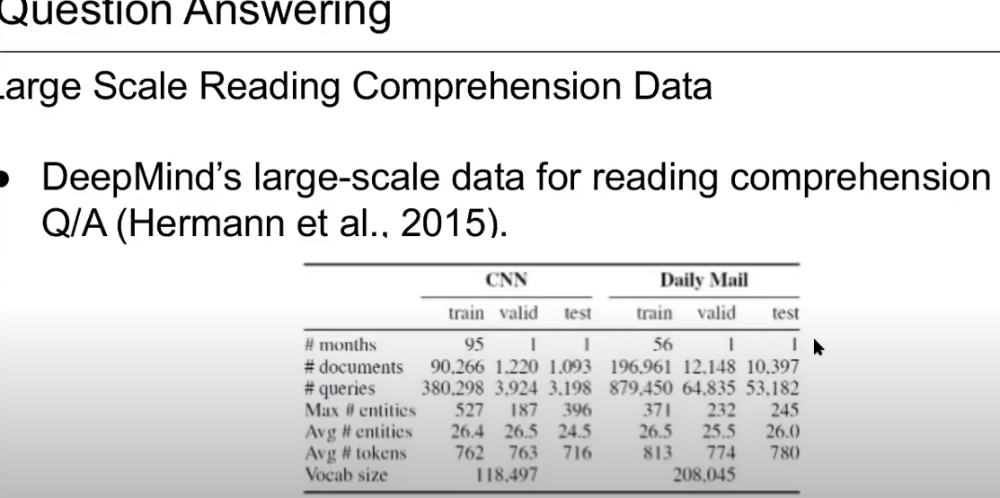 Question Answering
Large Scale Reading Comprehension Data
• DeepMind's large-scale data for reading comprehension
Q/A (Hermann et al., 2015).
CNN Daily Mail
train valid test train valid test
# months 95 1 1 56 1 1
# documents 90,266 1,220 1,093 196,961 12,148 10,397
# queries 380,298 3,924 3,198 879,450 64,835 53,182
Max # entities 527 187 396 371 232 245
Avg # entities 26.4 26.5 24.5 26.5 25.5 26.0
Avg # tokens 762 763 716 813 774 780
Vocab size 118,497 208,045